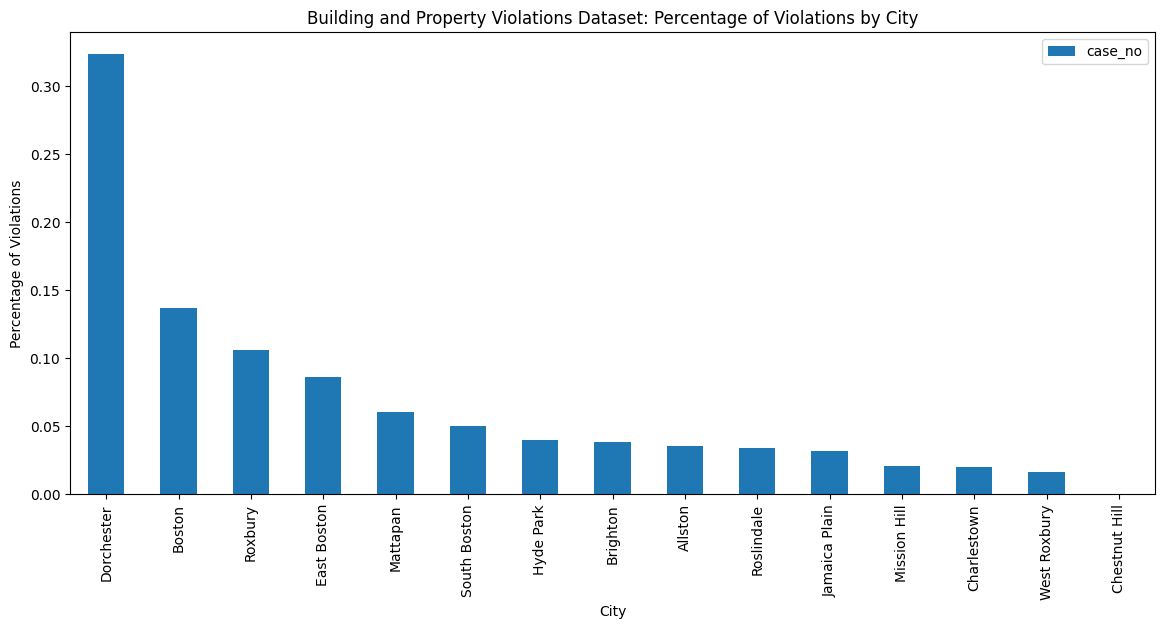 Building and Property Violations Dataset: Percentage of Violations by City
case_no
Percentage of Violations
0.30
0.25
0.20
0.15
0.10
0.05
0.00
Dorchester
Boston
Roxbury
East Boston
Mattapan
South Boston
Hyde Park
Brighton
Allston
Roslindale
Jamaica Plain
Mission Hill
Charlestown
West Roxbury
Chestnut Hill
City